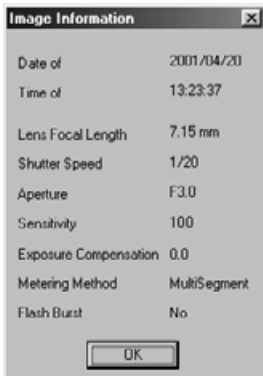 Image Information
Date of 2001/04/20
Time of 13:23:37
Lens Focal Length 7.15 mm
Shutter Speed 1/20
Aperture F3.0
Sensitivity 100
Exposure Compensation 0.0
Metering Method MultiSegment
Flash Burst No
OK